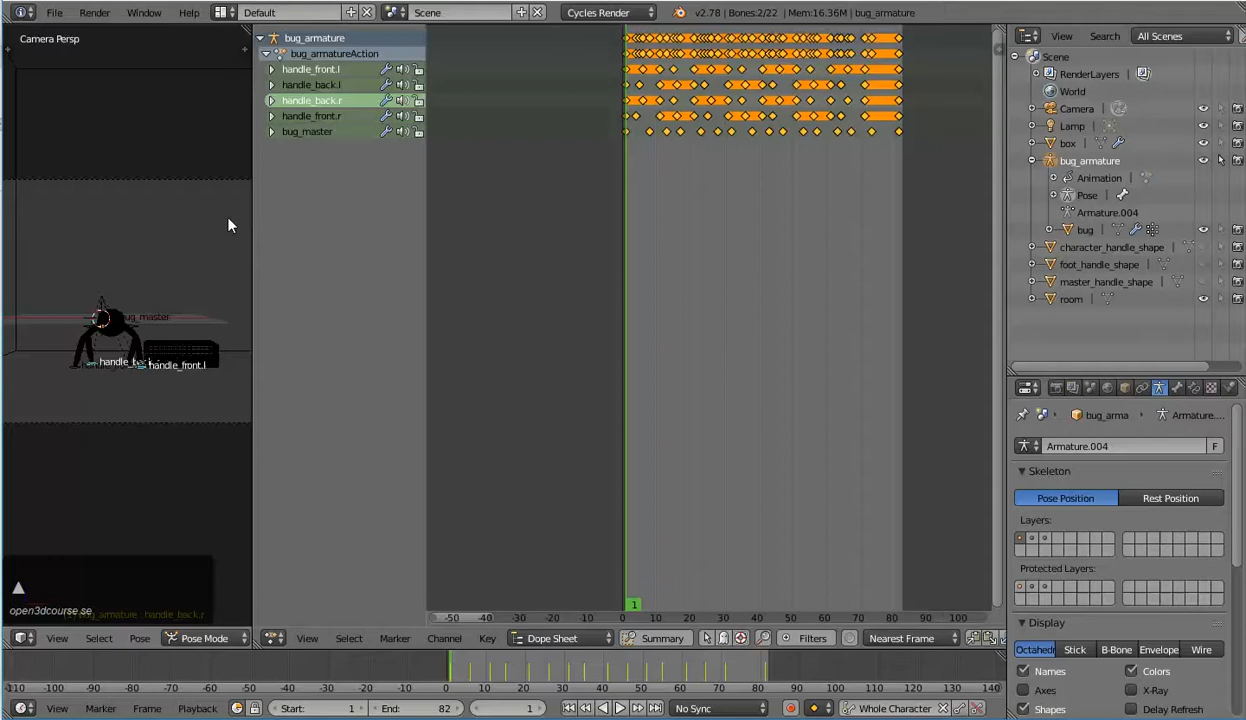 File Render Window Help Default Scene Cycles Render v2.78 | Bones:2/22 | Mem:16.36M | bug_armature
Camera Persp
bug_armature
bug_armatureAction
handle_front.l
handle_back.l
handle_back.r
handle_front.r
bug_master
bug_master
handle_front.l
open3dcourse.se
-50 -40 -30 -20 -10 0 10 20 30 40 50 60 70 80 90 100
1
View Select Pose Pose Mode
View Select Marker Channel Key Dope Sheet Summary Filters Nearest Frame
-110 -100 -90 -80 -70 -60 -50 -40 -30 -20 -10 0 10 20 30 40 50 60 70 80 90 100 110 120 130 140
View Marker Frame Playback Start: 1 End: 82 1 No Sync Whole Character
View Search All Scenes
Scene
RenderLayers
World
Camera
Lamp
box
bug_armature
Animation
Pose
Armature.004
bug
character_handle_shape
foot_handle_shape
master_handle_shape
room
bug_arma Armature....
Armature.004 F
Skeleton
Pose Position Rest Position
Layers:
Protected Layers:
Display
Octahedr Stick B-Bone Envelope Wire
Names Colors
Axes X-Ray
Shapes Delay Refresh